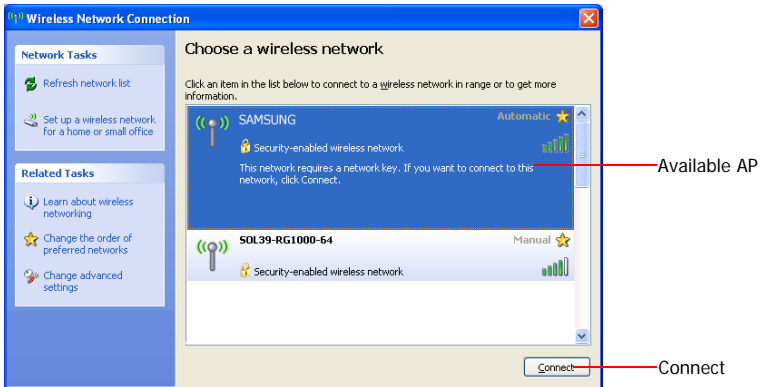 Wireless Network Connection
Network Tasks
Refresh network list
Set up a wireless network
for a home or small office
Related Tasks
Learn about wireless
networking
Change the order of
preferred networks
Change advanced
settings
Choose a wireless network
Click an item in the list below to connect to a wireless network in range or to get more
information.
SAMSUNG
Automatic
Security-enabled wireless network
This network requires a network key. If you want to connect to this
network, click Connect.
SOL39-RG1000-64
Manual
Security-enabled wireless network
Connect
Available AP
Connect